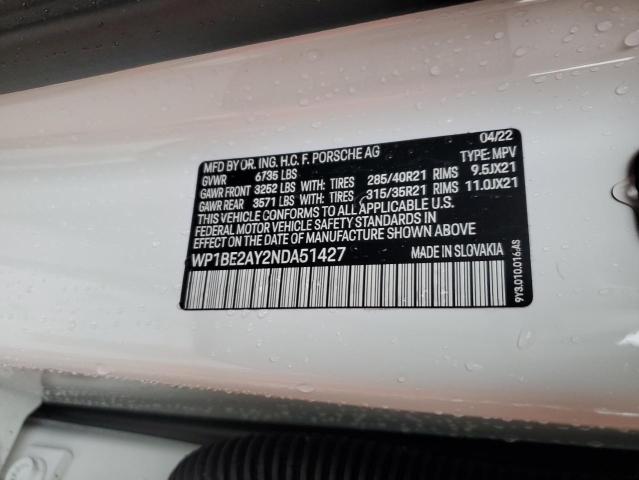 MFD BY DR. ING. H.C. F. PORSCHE AG 04/22
GVWR 6735 LBS TYPE: MPV
GAWR FRONT 3252 LBS WITH: TIRES 285/40R21 RIMS 9.5JX21
GAWR REAR 3571 LBS WITH: TIRES 315/35R21 RIMS 11.0JX21
THIS VEHICLE CONFORMS TO ALL APPLICABLE U.S.
FEDERAL MOTOR VEHICLE SAFETY STANDARDS IN
EFFECT ON THE DATE OF MANUFACTURE SHOWN ABOVE.
WP1BE2AY2NDA51427 MADE IN SLOVAKIA
9Y3.010.016.AS